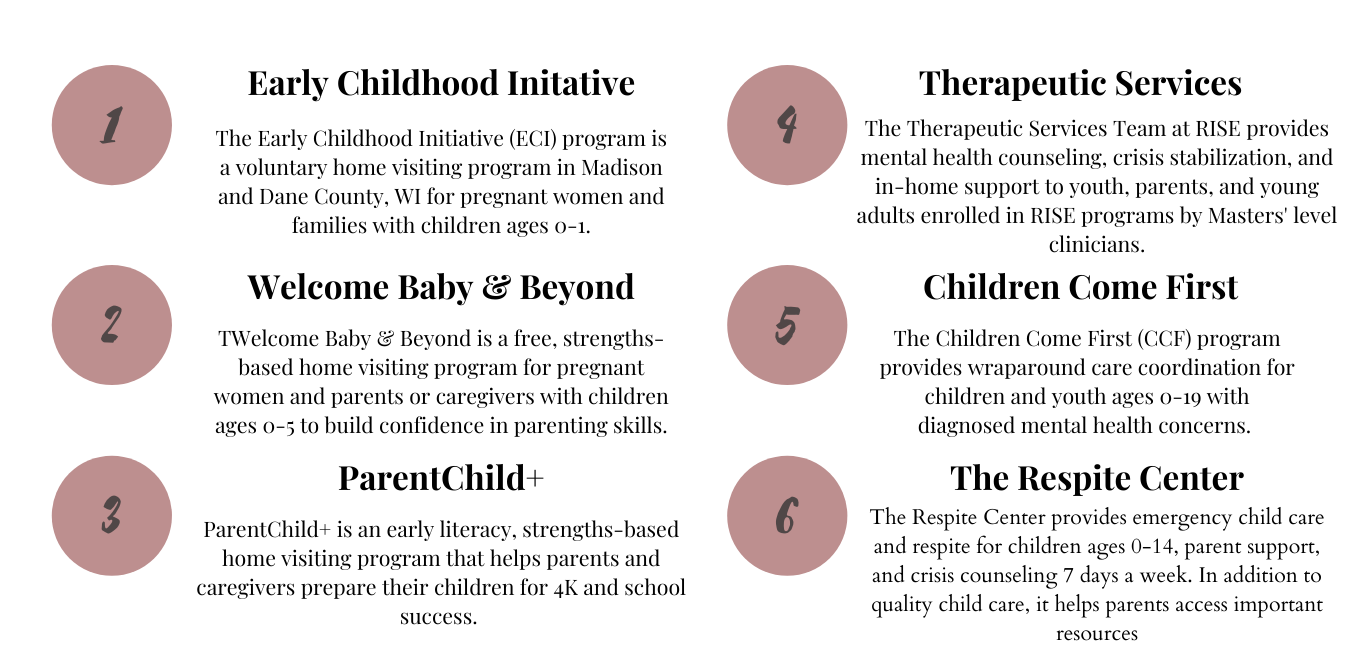 1
Early Childhood Initative
The Early Childhood Initiative (ECI) program is
a voluntary home visiting program in Madison
and Dane County, WI for pregnant women and
families with children ages 0-1.
2
Welcome Baby & Beyond
TWelcome Baby & Beyond is a free, strengths-
based home visiting program for pregnant
women and parents or caregivers with children
ages 0-5 to build confidence in parenting skills.
3
ParentChild+
ParentChild+ is an early literacy, strengths-based
home visiting program that helps parents and
caregivers prepare their children for 4K and school
success.
4
Therapeutic Services
The Therapeutic Services Team at RISE provides
mental health counseling, crisis stabilization, and
in-home support to youth, parents, and young
adults enrolled in RISE programs by Masters' level
clinicians.
5
Children Come First
The Children Come First (CCF) program
provides wraparound care coordination for
children and youth ages 0-19 with
diagnosed mental health concerns.
6
The Respite Center
The Respite Center provides emergency child care
and respite for children ages 0-14, parent support,
and crisis counseling 7 days a week. In addition to
quality child care, it helps parents access important
resources